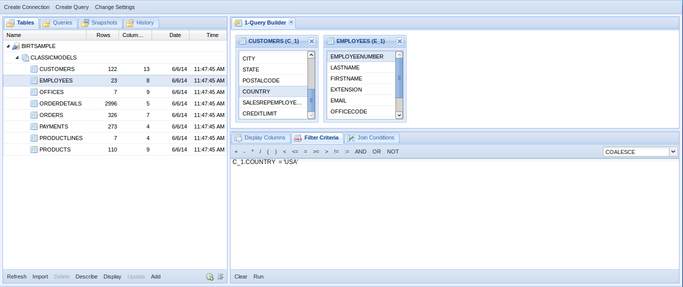 Create Connection Create Query Change Settings
Tables Queries Snapshots History
Name Rows Colum... Date Time
BIRTSAMPLE
CLASSICMODELS
CUSTOMERS 122 13 6/6/14 11:47:45 AM
EMPLOYEES 23 8 6/6/14 11:47:45 AM
OFFICES 7 9 6/6/14 11:47:45 AM
ORDERDETAILS 2996 5 6/6/14 11:47:45 AM
ORDERS 326 7 6/6/14 11:47:45 AM
PAYMENTS 273 4 6/6/14 11:47:45 AM
PRODUCTLINES 7 4 6/6/14 11:47:45 AM
PRODUCTS 110 9 6/6/14 11:47:45 AM
Refresh Import Delete Describe Display Update Add
1-Query Builder
CUSTOMERS (C_1)
CITY
STATE
POSTALCODE
COUNTRY
SALESREPEMPLOYE...
CREDITLIMIT
EMPLOYEES (E_1)
EMPLOYEENUMBER
LASTNAME
FIRSTNAME
EXTENSION
EMAIL
OFFICECODE
Display Columns Filter Criteria Join Conditions
+ - * / ( ) < <= = >= > != := AND OR NOT COALESCE
C_1.COUNTRY = 'USA'
Clear Run